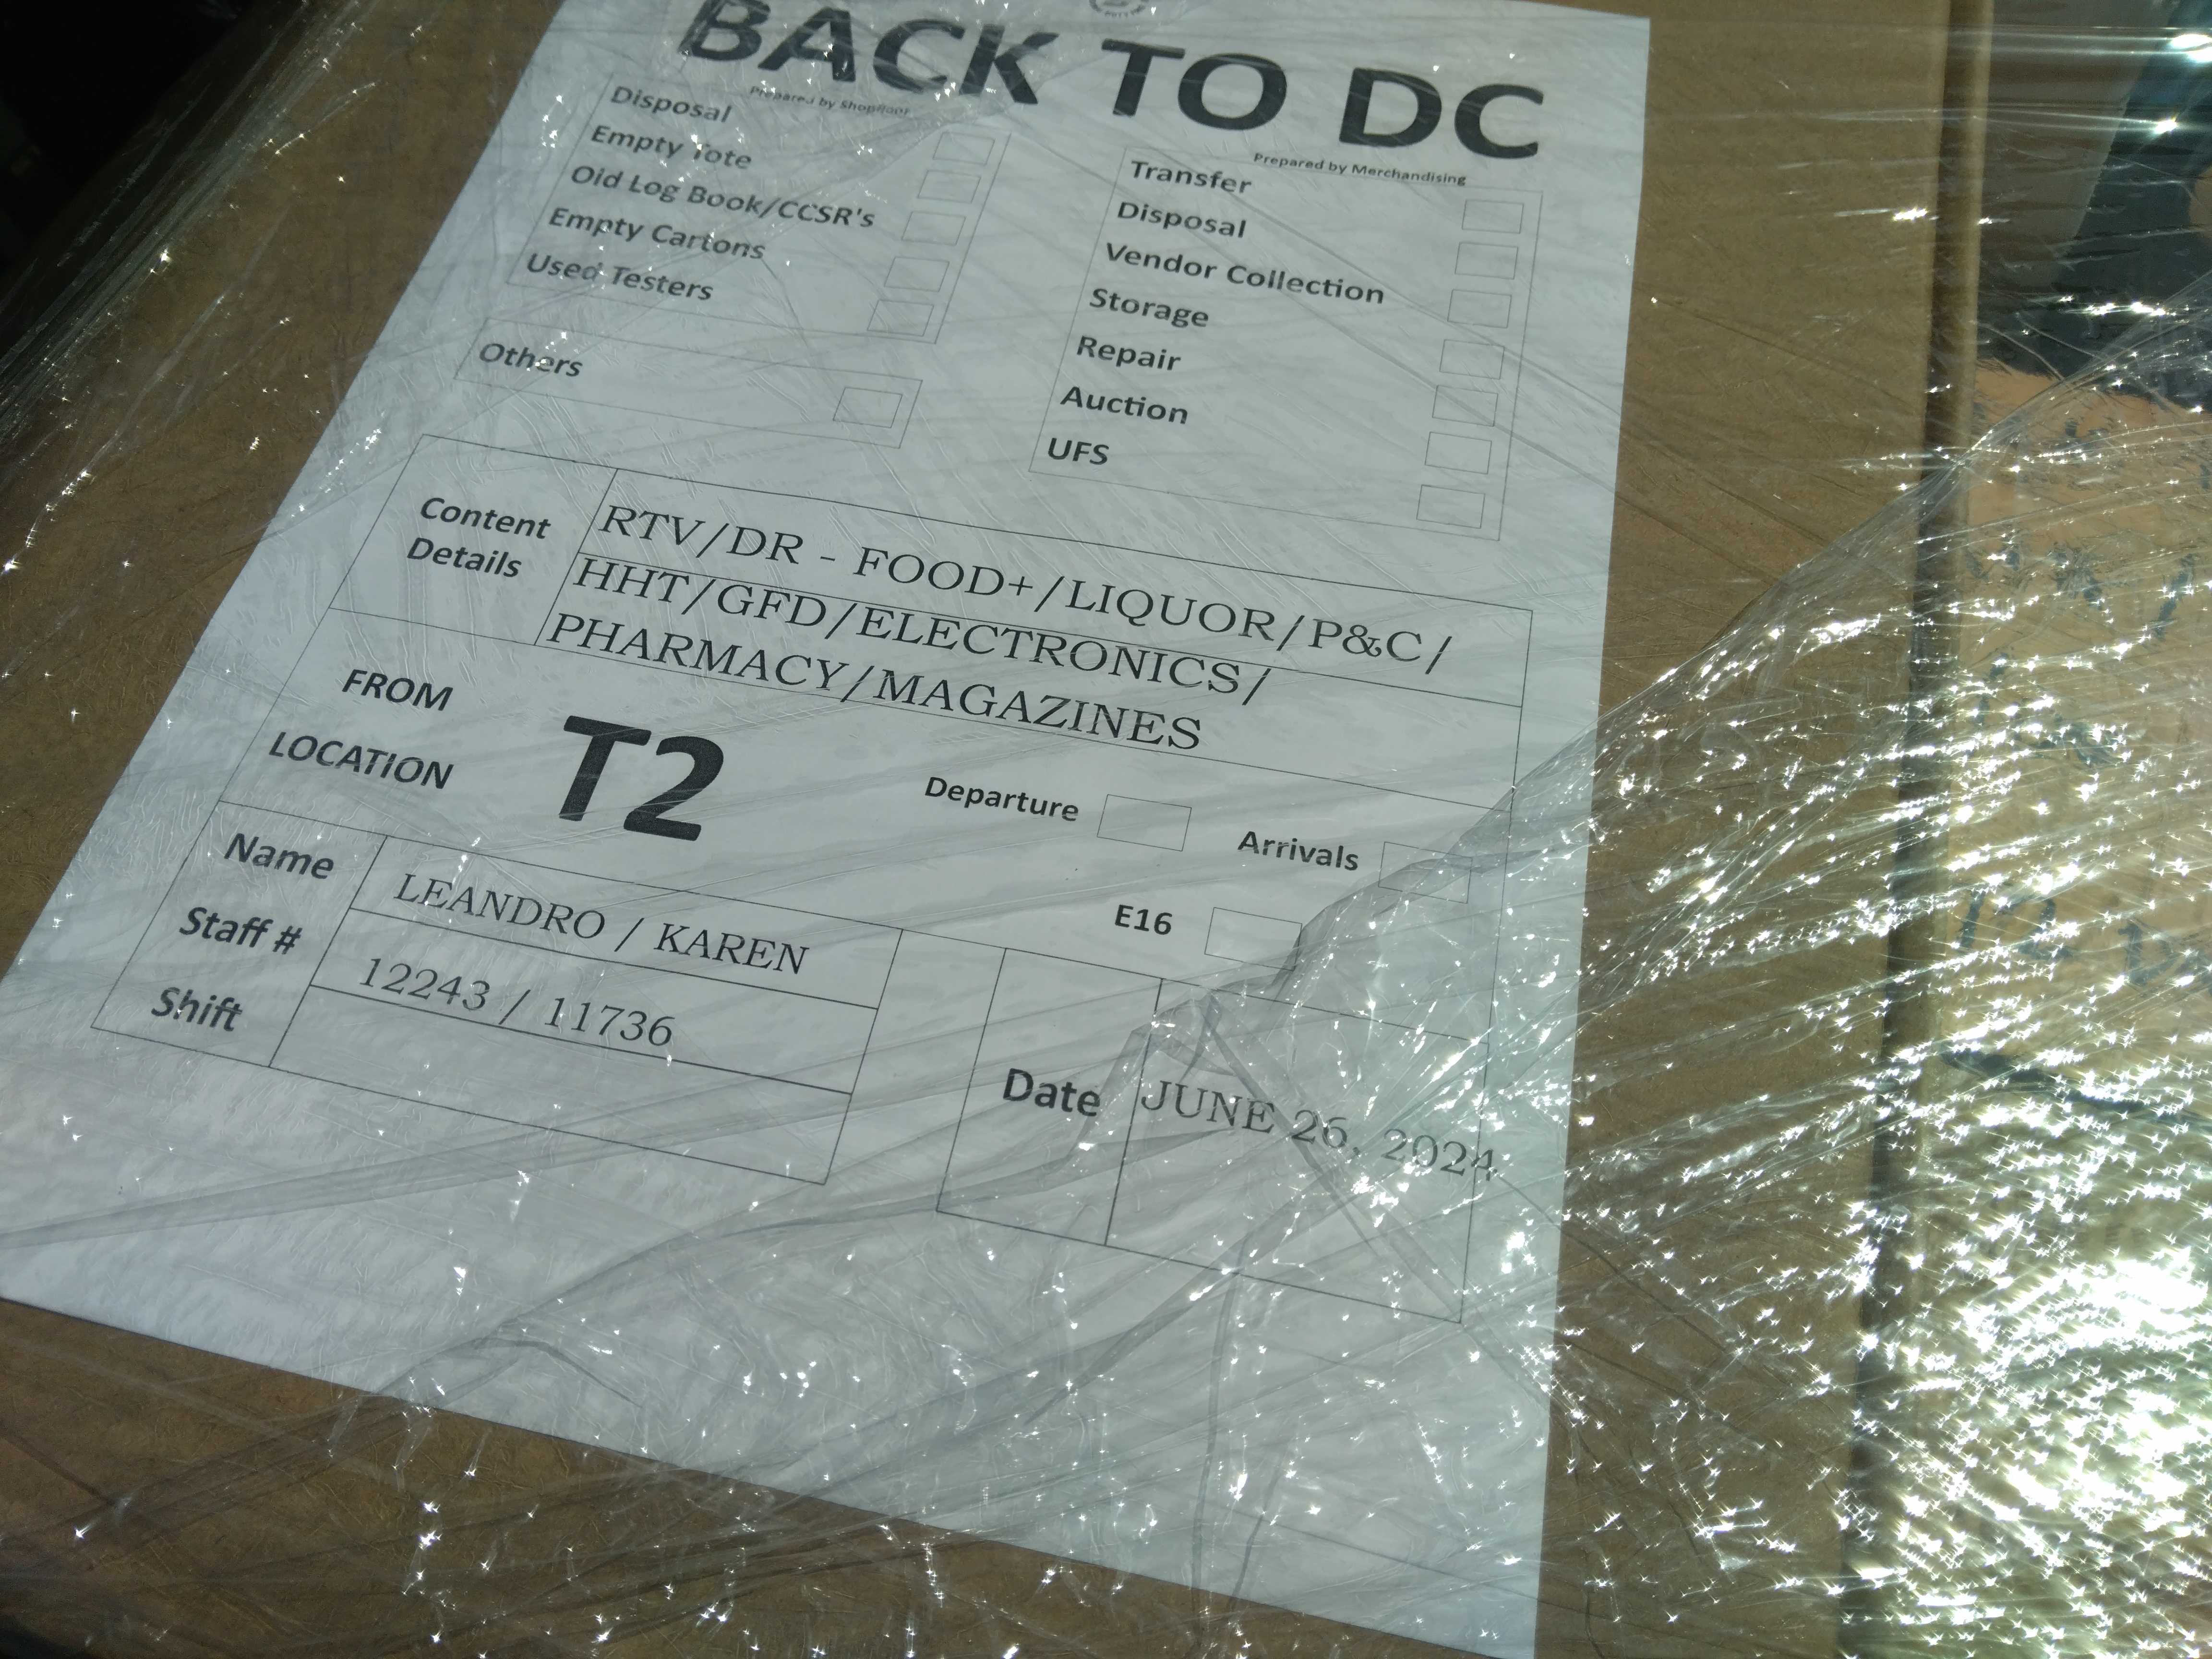 BACK TO DC
Prepared by Shopfloor
Disposal
Empty Tote
Old Log Book/CCSR's
Empty Cartons
Used Testers
Others
Prepared by Merchandising
Transfer
Disposal
Vendor Collection
Storage
Repair
Auction
UFS
Content
Details
RTV/DR - FOOD+/LIQUOR/P&C/
HHT/GFD/ELECTRONICS/
PHARMACY/MAGAZINES
FROM
LOCATION
T2
Departure
Arrivals
E16
Name
LEANDRO / KAREN
Staff #
12243 / 11736
Shift
Date
JUNE 26, 2024
T2